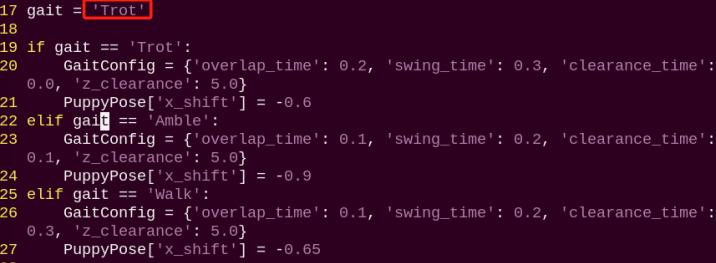 17 gait = 'Trot'
18
19 if gait == 'Trot':
20     GaitConfig = {'overlap_time': 0.2, 'swing_time': 0.3, 'clearance_time':
0.0, 'z_clearance': 5.0}
21     PuppyPose['x_shift'] = -0.6
22 elif gait == 'Amble':
23     GaitConfig = {'overlap_time': 0.1, 'swing_time': 0.2, 'clearance_time':
0.1, 'z_clearance': 5.0}
24     PuppyPose['x_shift'] = -0.9
25 elif gait == 'Walk':
26     GaitConfig = {'overlap_time': 0.1, 'swing_time': 0.2, 'clearance_time':
0.3, 'z_clearance': 5.0}
27     PuppyPose['x_shift'] = -0.65